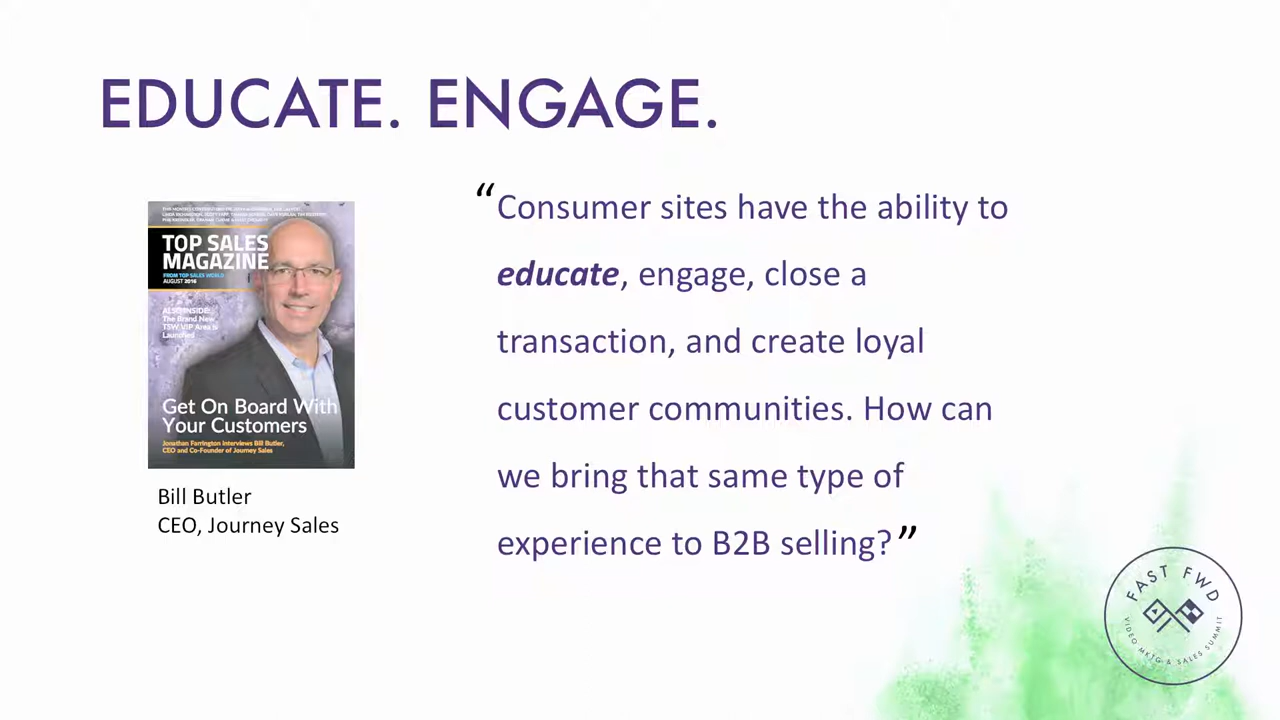 EDUCATE. ENGAGE.
TOP SALES
MAGAZINE
FROM TOP SALES WORLD
AUGUST 2016
ALSO INSIDE:
The Brand New
TSW VIP Area is
Launched
Get On Board With
Your Customers
Jonathan Farrington Interviews Bill Butler,
CEO and Co-Founder of Journey Sales
Bill Butler
CEO, Journey Sales
“Consumer sites have the ability to
educate, engage, close a
transaction, and create loyal
customer communities. How can
we bring that same type of
experience to B2B selling?”
FAST FWD
VIDEO MKTG & SALES SUMMIT